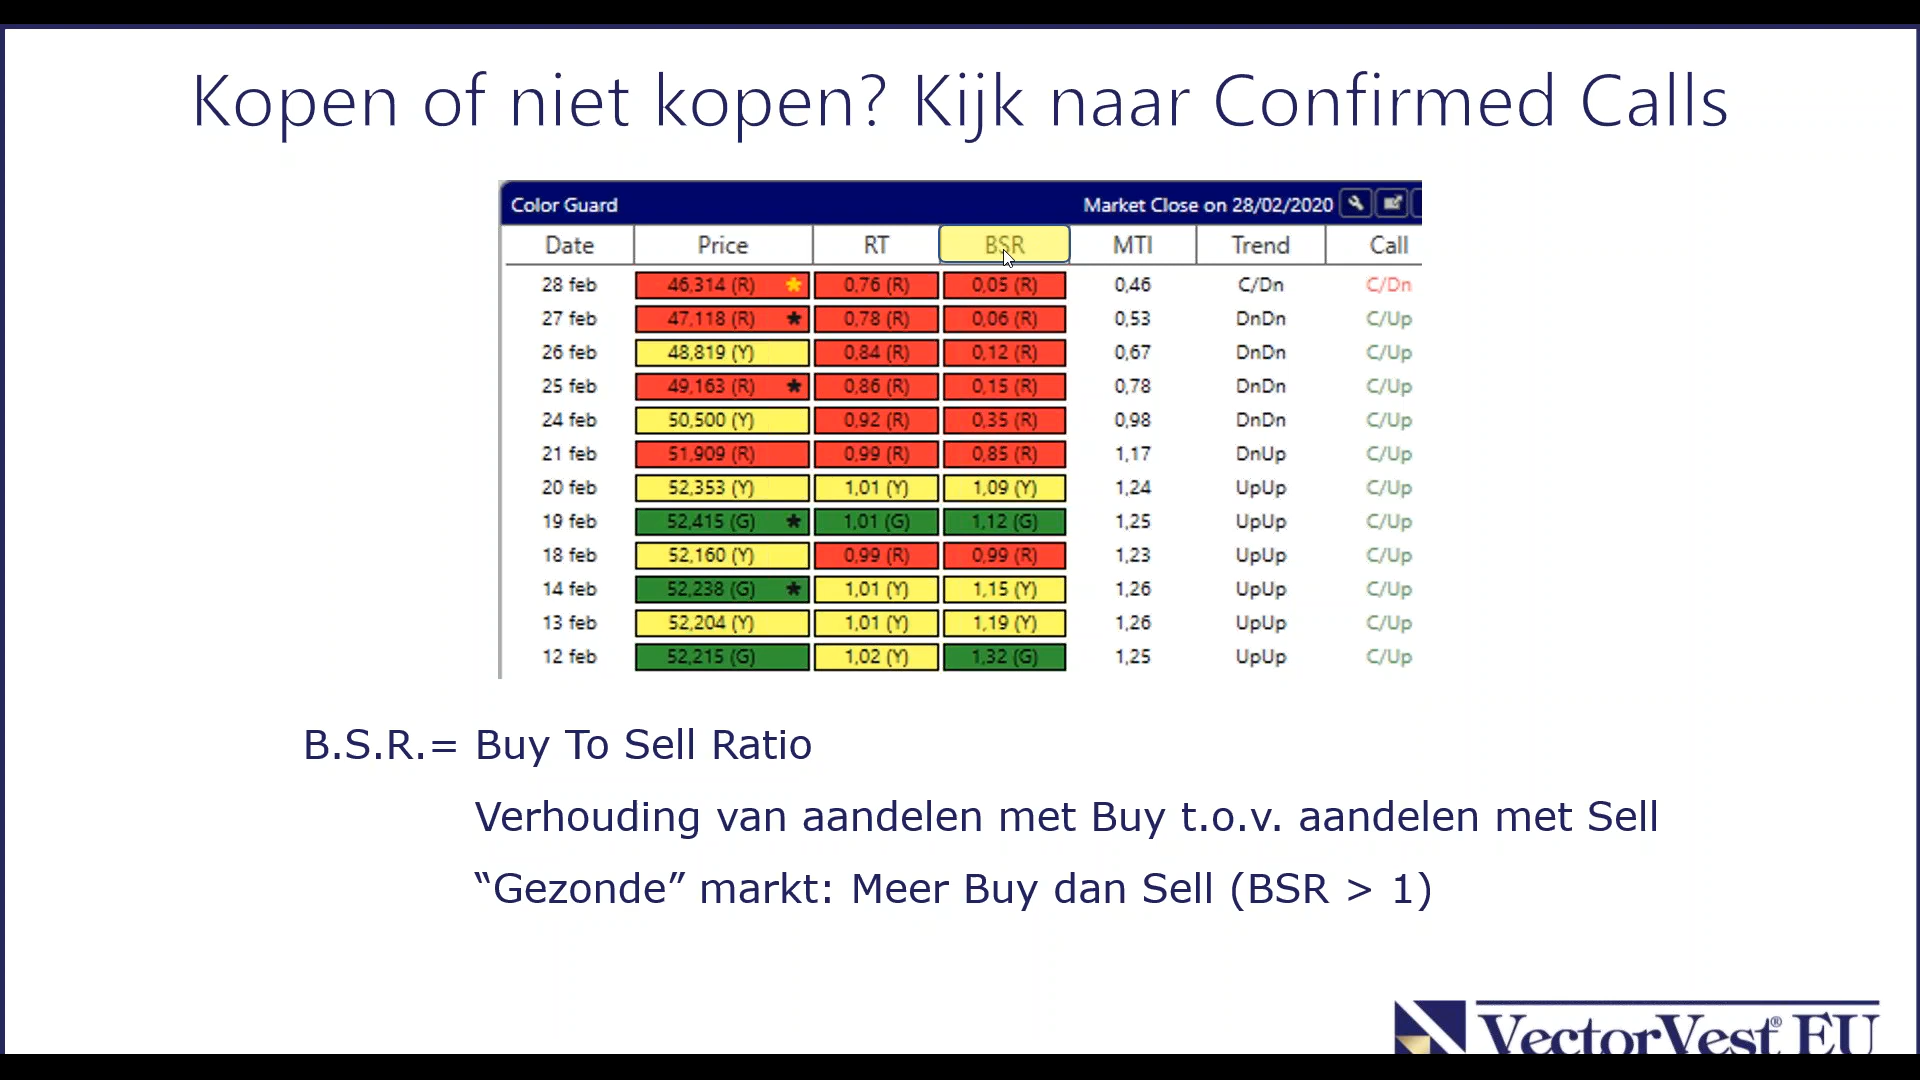 Kopen of niet kopen? Kijk naar Confirmed Calls
Color Guard Market Close on 28/02/2020
Date Price RT BSR MTI Trend Call
28 feb 46,314 (R) * 0,76 (R) 0,05 (R) 0,46 C/Dn C/Dn
27 feb 47,118 (R) * 0,78 (R) 0,06 (R) 0,53 DnDn C/Up
26 feb 48,819 (Y) 0,84 (R) 0,12 (R) 0,67 DnDn C/Up
25 feb 49,163 (R) * 0,86 (R) 0,15 (R) 0,78 DnDn C/Up
24 feb 50,500 (Y) 0,92 (R) 0,35 (R) 0,98 DnDn C/Up
21 feb 51,909 (R) 0,99 (R) 0,85 (R) 1,17 DnUp C/Up
20 feb 52,353 (Y) 1,01 (Y) 1,09 (Y) 1,24 UpUp C/Up
19 feb 52,415 (G) * 1,01 (G) 1,12 (G) 1,25 UpUp C/Up
18 feb 52,160 (Y) 0,99 (R) 0,99 (R) 1,23 UpUp C/Up
14 feb 52,238 (G) * 1,01 (Y) 1,15 (Y) 1,26 UpUp C/Up
13 feb 52,204 (Y) 1,01 (Y) 1,19 (Y) 1,26 UpUp C/Up
12 feb 52,215 (G) 1,02 (Y) 1,32 (G) 1,25 UpUp C/Up
B.S.R.= Buy To Sell Ratio
Verhouding van aandelen met Buy t.o.v. aandelen met Sell
“Gezonde” markt: Meer Buy dan Sell (BSR > 1)
VectorVest® EU